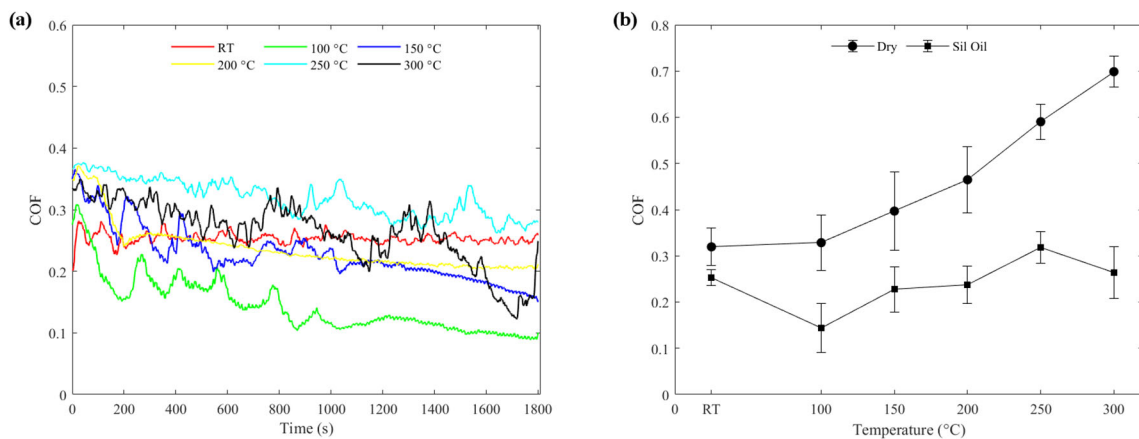 (a)
0.6
0.5
0.4
0.3
0.2
0.1
0
COF
RT
100 °C
150 °C
200 °C
250 °C
300 °C
0 200 400 600 800 1000 1200 1400 1600 1800
Time (s)
(b)
0.8
0.7
0.6
0.5
0.4
0.3
0.2
0.1
0
COF
Dry
Sil Oil
0 RT 100 150 200 250 300
Temperature (°C)